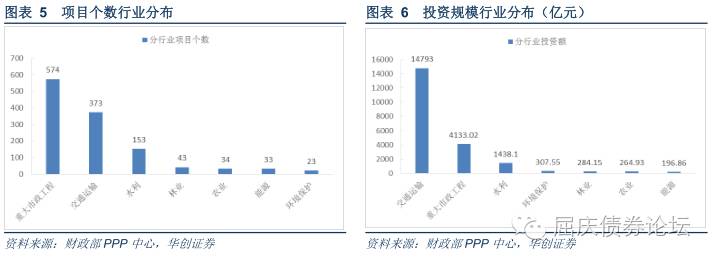 图表 5 项目个数行业分布
分行业项目个数
700
600
500
400
300
200
100
0
574
373
153
43
34
33
23
重大市政工程
交通运输
水利
林业
农业
能源
环境保护
资料来源：财政部PPP中心，华创证券
图表 6 投资规模行业分布（亿元）
分行业投资额
16000
14000
12000
10000
8000
6000
4000
2000
0
14793
4133.02
1438.1
307.55
284.15
264.93
196.86
交通运输
重大市政工程
水利
环境保护
林业
农业
能源
资料来源：财政部PPP中心，华创证券
屈庆债券论坛